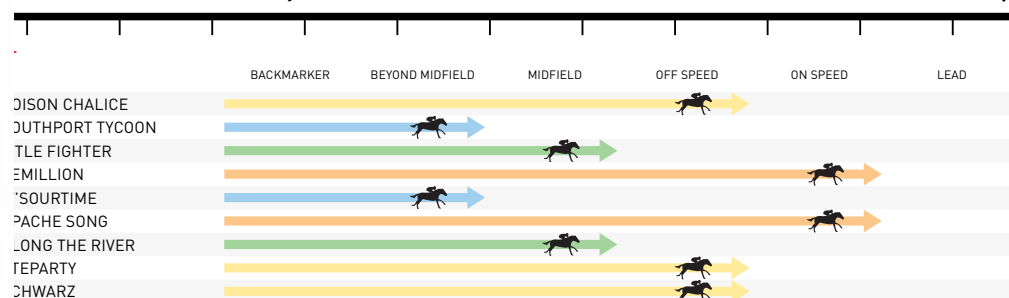 BACKMARKER BEYOND MIDFIELD MIDFIELD OFF SPEED ON SPEED LEAD
OISON CHALICE
OUTHPORT TYCOON
TLE FIGHTER
EMILLION
'SOURTIME
PACHE SONG
LONG THE RIVER
TEPARTY
CHWARZ